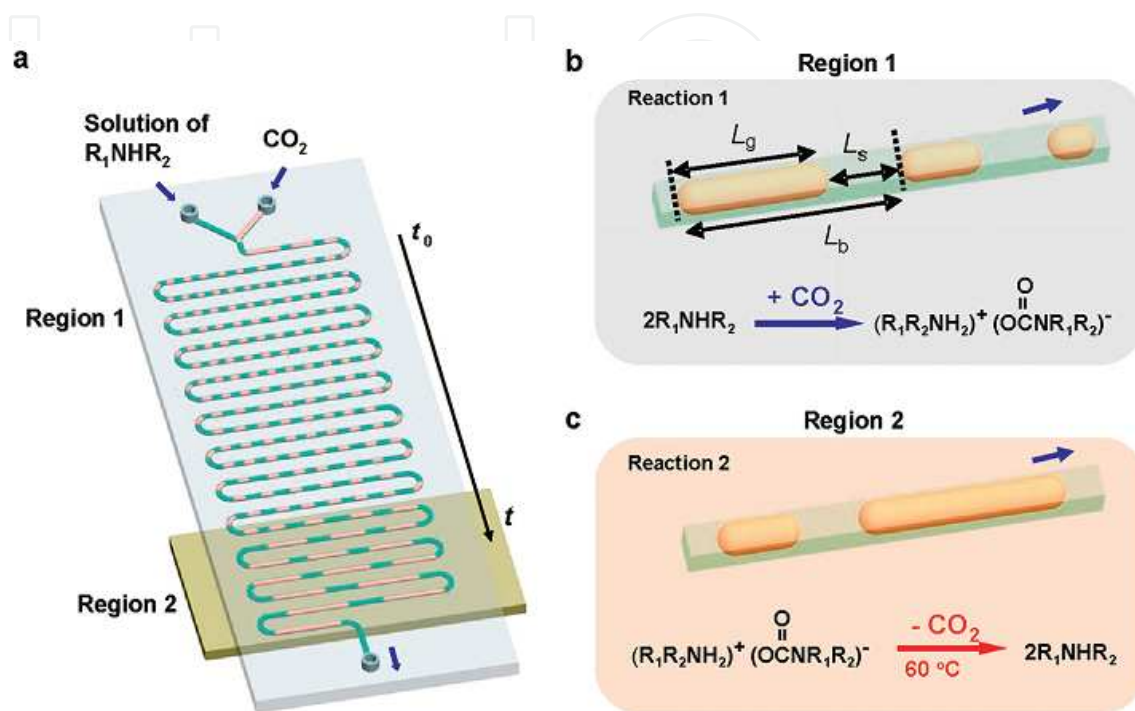 a
Solution of
R₁NHR₂
CO₂
t₀
Region 1
t
Region 2
b
Region 1
Reaction 1
Lg
Ls
Lb
2R₁NHR₂
+ CO₂
O
(R₁R₂NH₂)⁺ (OCNR₁R₂)⁻
c
Region 2
Reaction 2
O
(R₁R₂NH₂)⁺ (OCNR₁R₂)⁻
- CO₂
60 ºC
2R₁NHR₂